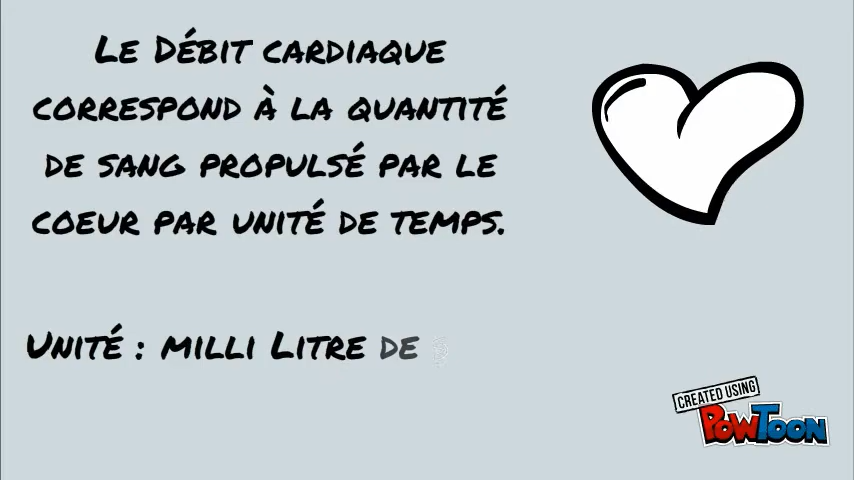 Le Débit cardiaque
correspond à la quantité
de sang propulsé par le
coeur par unité de temps.
Unité : milli Litre de
CREATED USING
POWTOON